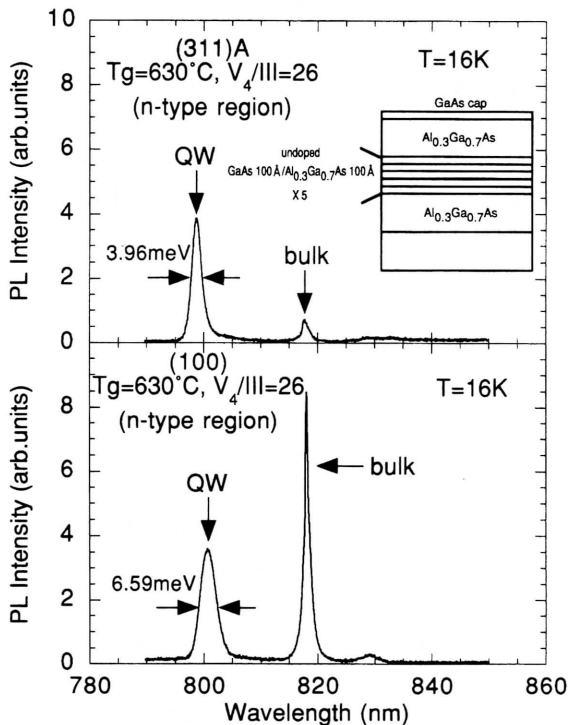 10
8
6
4
2
0
PL Intensity (arb.units)
(311)A
Tg=630°C, V₄/III=26
(n-type region)
T=16K
QW
3.96meV
bulk
undoped
GaAs 100Å/Al₀.₃Ga₀.₇As 100Å
X 5
GaAs cap
Al₀.₃Ga₀.₇As
Al₀.₃Ga₀.₇As
8
6
4
2
0
PL Intensity (arb.units)
(100)
Tg=630°C, V₄/III=26
(n-type region)
T=16K
QW
6.59meV
bulk
780 800 820 840 860
Wavelength (nm)